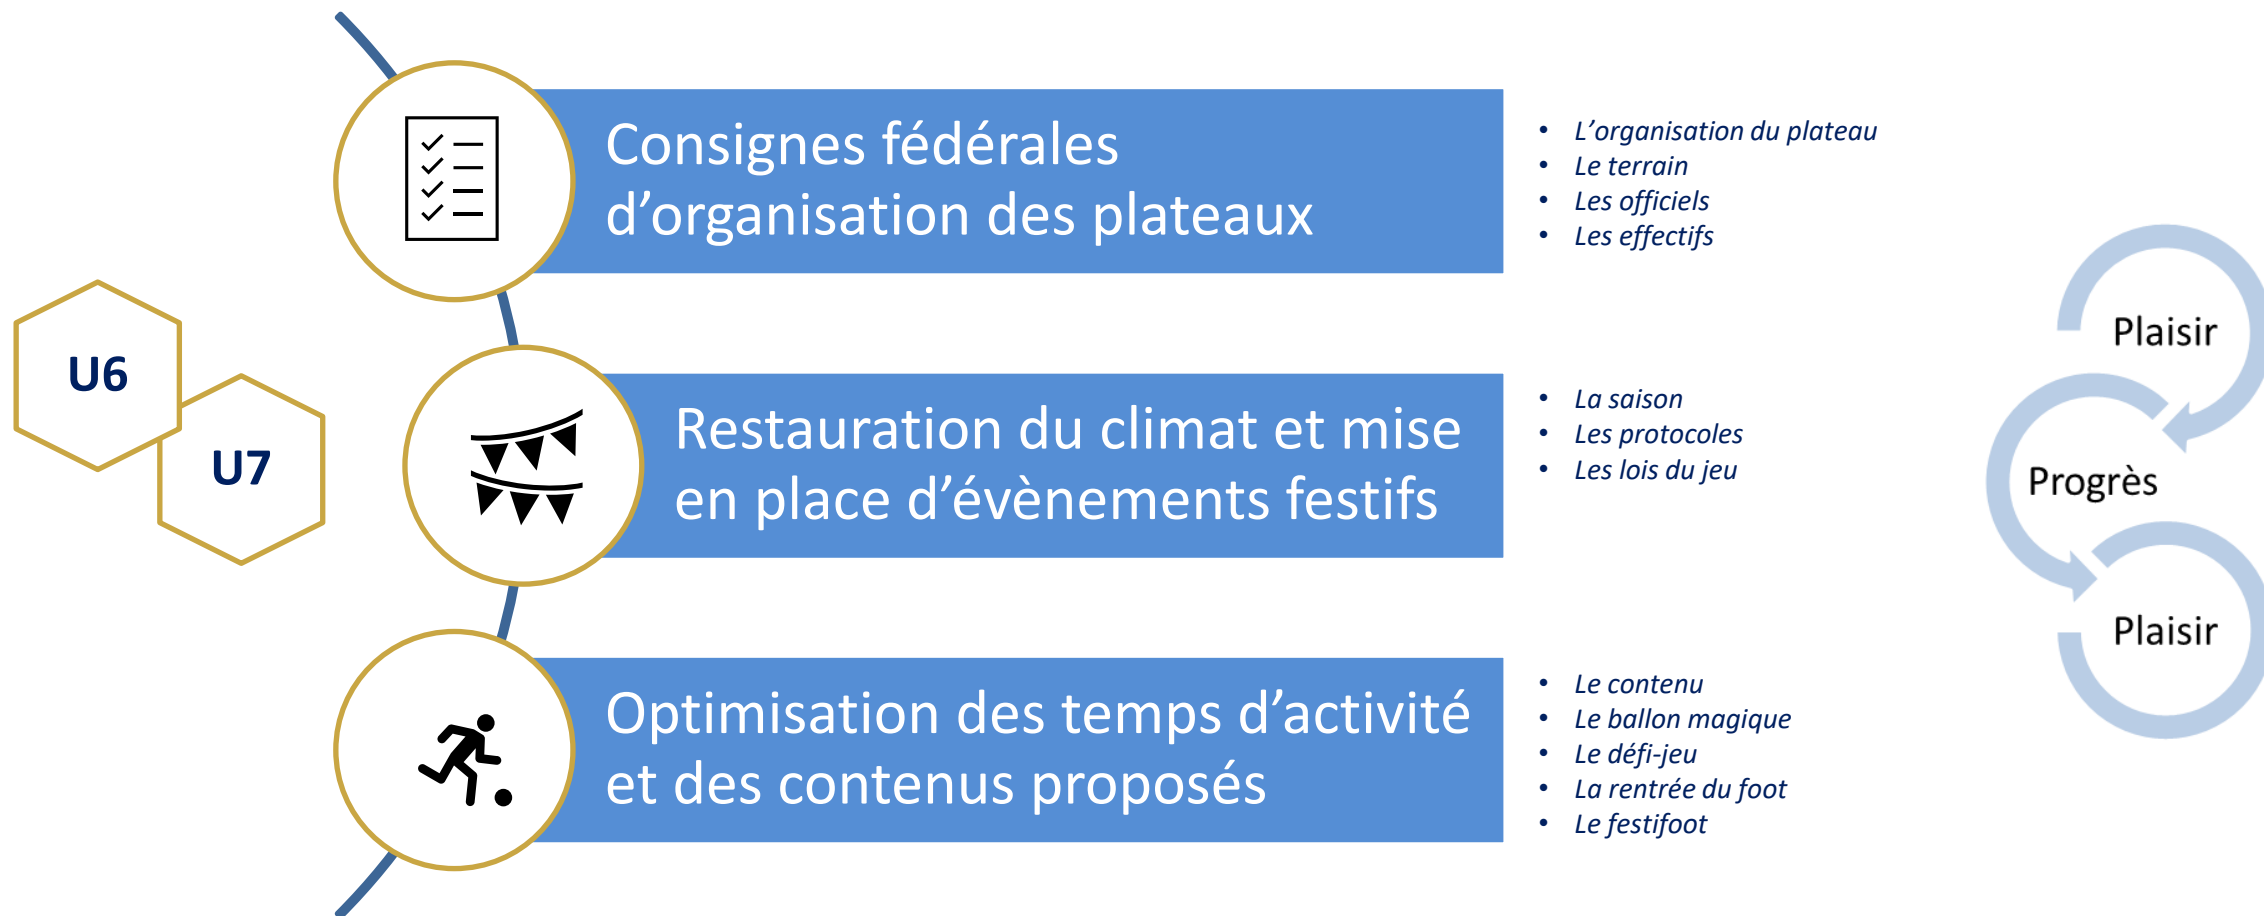 U6
U7
Consignes fédérales
d’organisation des plateaux
• L’organisation du plateau
• Le terrain
• Les officiels
• Les effectifs
Restauration du climat et mise
en place d’évènements festifs
• La saison
• Les protocoles
• Les lois du jeu
Optimisation des temps d’activité
et des contenus proposés
• Le contenu
• Le ballon magique
• Le défi-jeu
• La rentrée du foot
• Le festifoot
Plaisir
Progrès
Plaisir